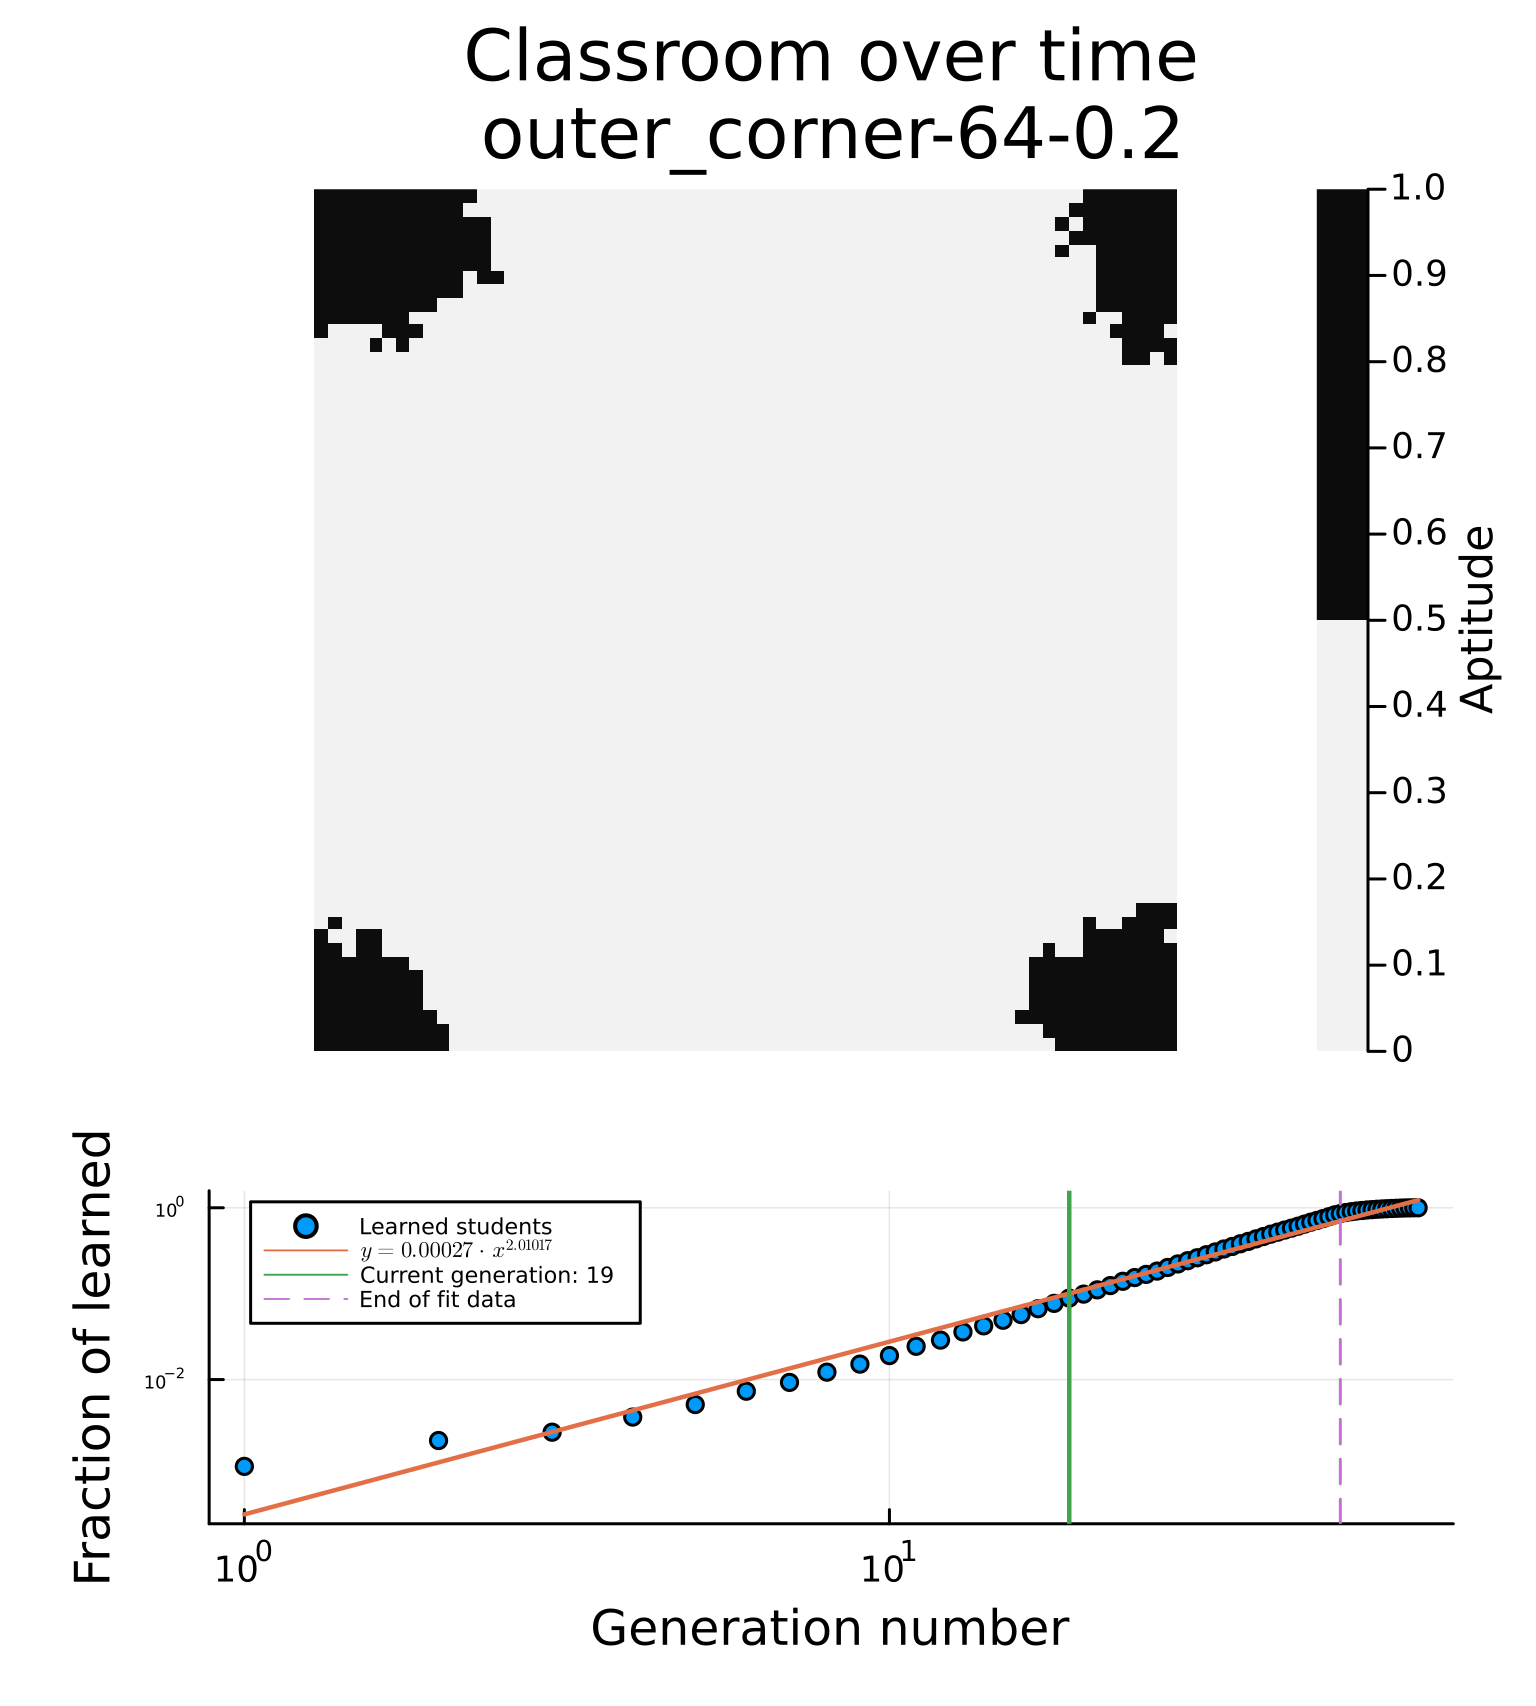 Classroom over time
outer_corner-64-0.2
1.0
0.9
0.8
0.7
0.6
0.5
0.4
0.3
0.2
0.1
0
Aptitude
Fraction of learned
10⁰
10⁻²
Learned students
y = 0.00027 · x^2.01017
Current generation: 19
End of fit data
10⁰
10¹
Generation number